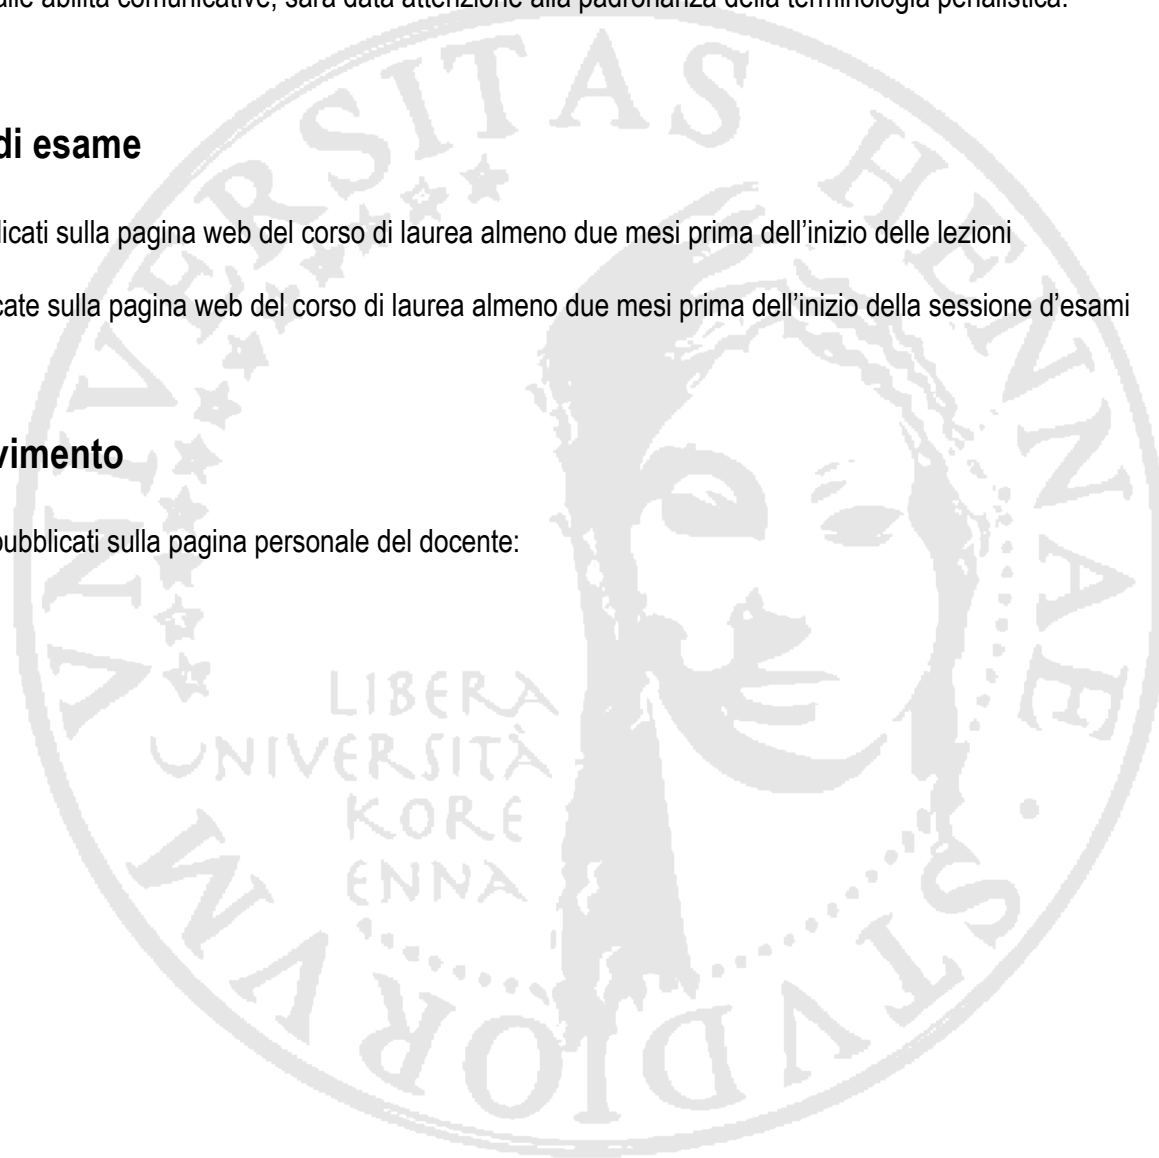 alle abilità comunicative, sarà data attenzione alla padronanza della terminologia penalistica.
di esame
licati sulla pagina web del corso di laurea almeno due mesi prima dell’inizio delle lezioni
cate sulla pagina web del corso di laurea almeno due mesi prima dell’inizio della sessione d’esami
vimento
pubblicati sulla pagina personale del docente:
VNIVERSITAS HENNAE · STVDIORVM
LIBERA
UNIVERSITÀ
KORE
ENNA